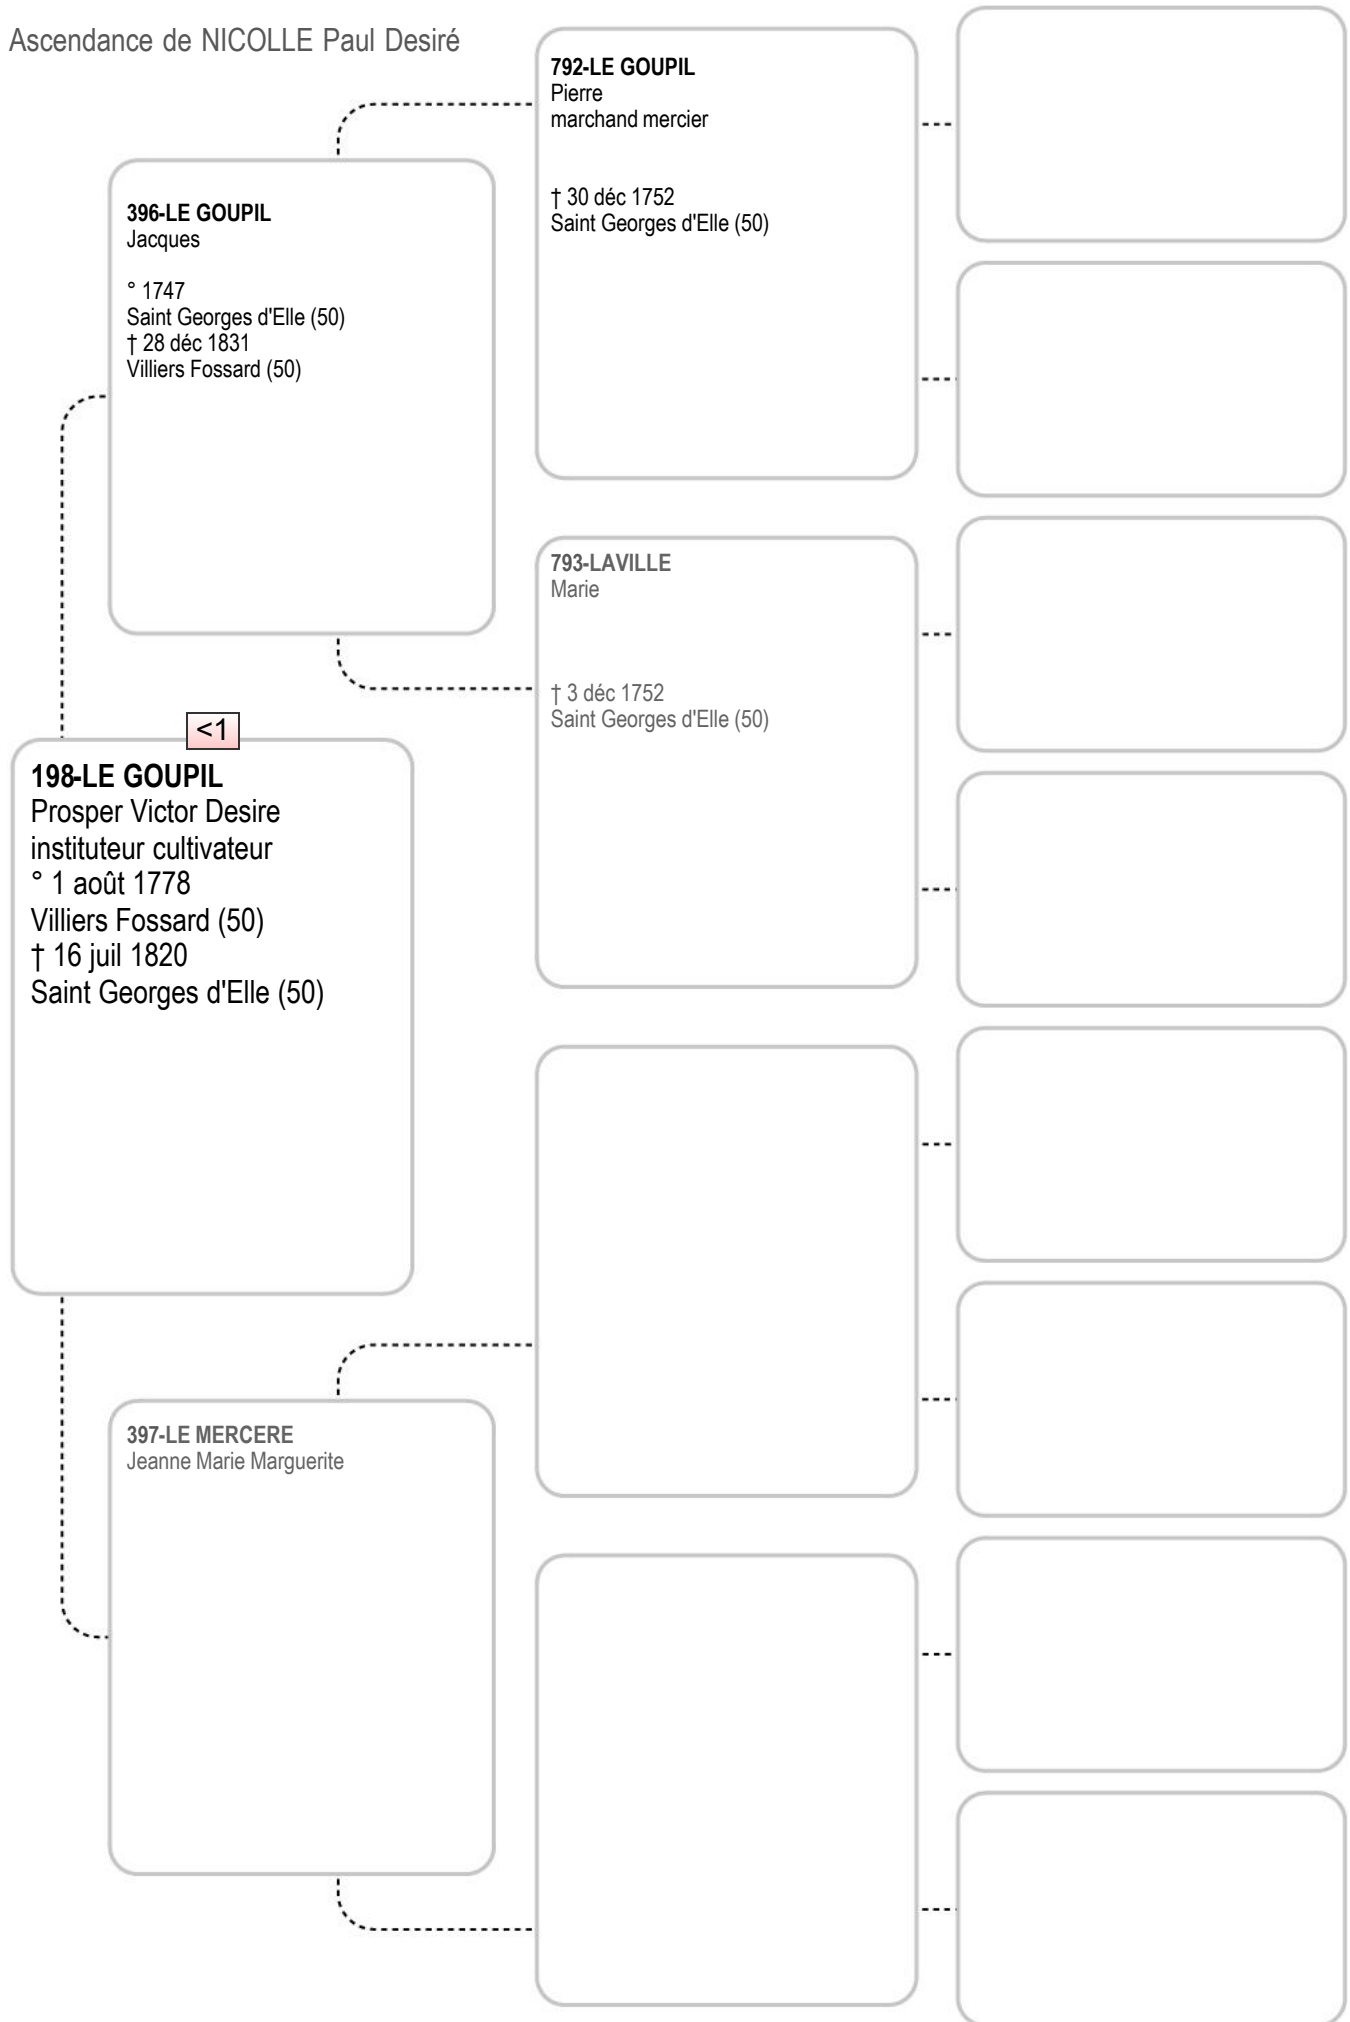 Ascendance de NICOLLE Paul Desiré
792-LE GOUPIL
Pierre
marchand mercier
† 30 déc 1752
Saint Georges d'Elle (50)
396-LE GOUPIL
Jacques
° 1747
Saint Georges d'Elle (50)
† 28 déc 1831
Villiers Fossard (50)
793-LAVILLE
Marie
† 3 déc 1752
Saint Georges d'Elle (50)
<1
198-LE GOUPIL
Prosper Victor Desire
instituteur cultivateur
° 1 août 1778
Villiers Fossard (50)
† 16 juil 1820
Saint Georges d'Elle (50)
397-LE MERCERE
Jeanne Marie Marguerite